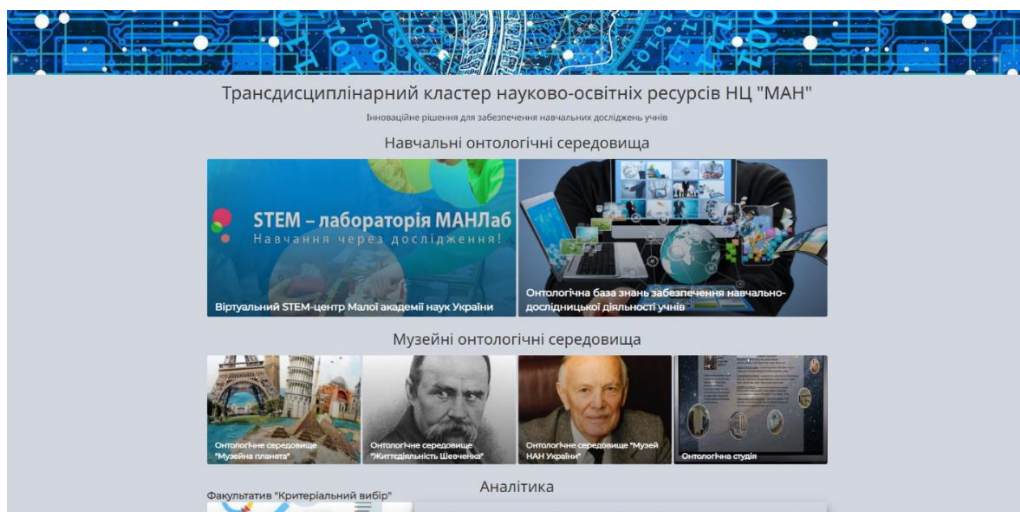 Трансдисциплінарний кластер науково-освітніх ресурсів НЦ "МАН"
Інноваційне рішення для забезпечення навчальних досліджень учнів
Навчальні онтологічні середовища
STEM – лабораторія МАНЛаб
Навчання через дослідження!
Віртуальний STEM-центр Малої академії наук України
Онтологічна база знань забезпечення навчально-
дослідницької діяльності учнів
Музейні онтологічні середовища
Онтологічне середовище
"Музейна планета"
Онтологічне середовище
"Життєдіяльність Шевченка"
Онтологічне середовище "Музей
НАН України"
Онтологічна студія
Аналітика
Факультатив "Критеріальний вибір"